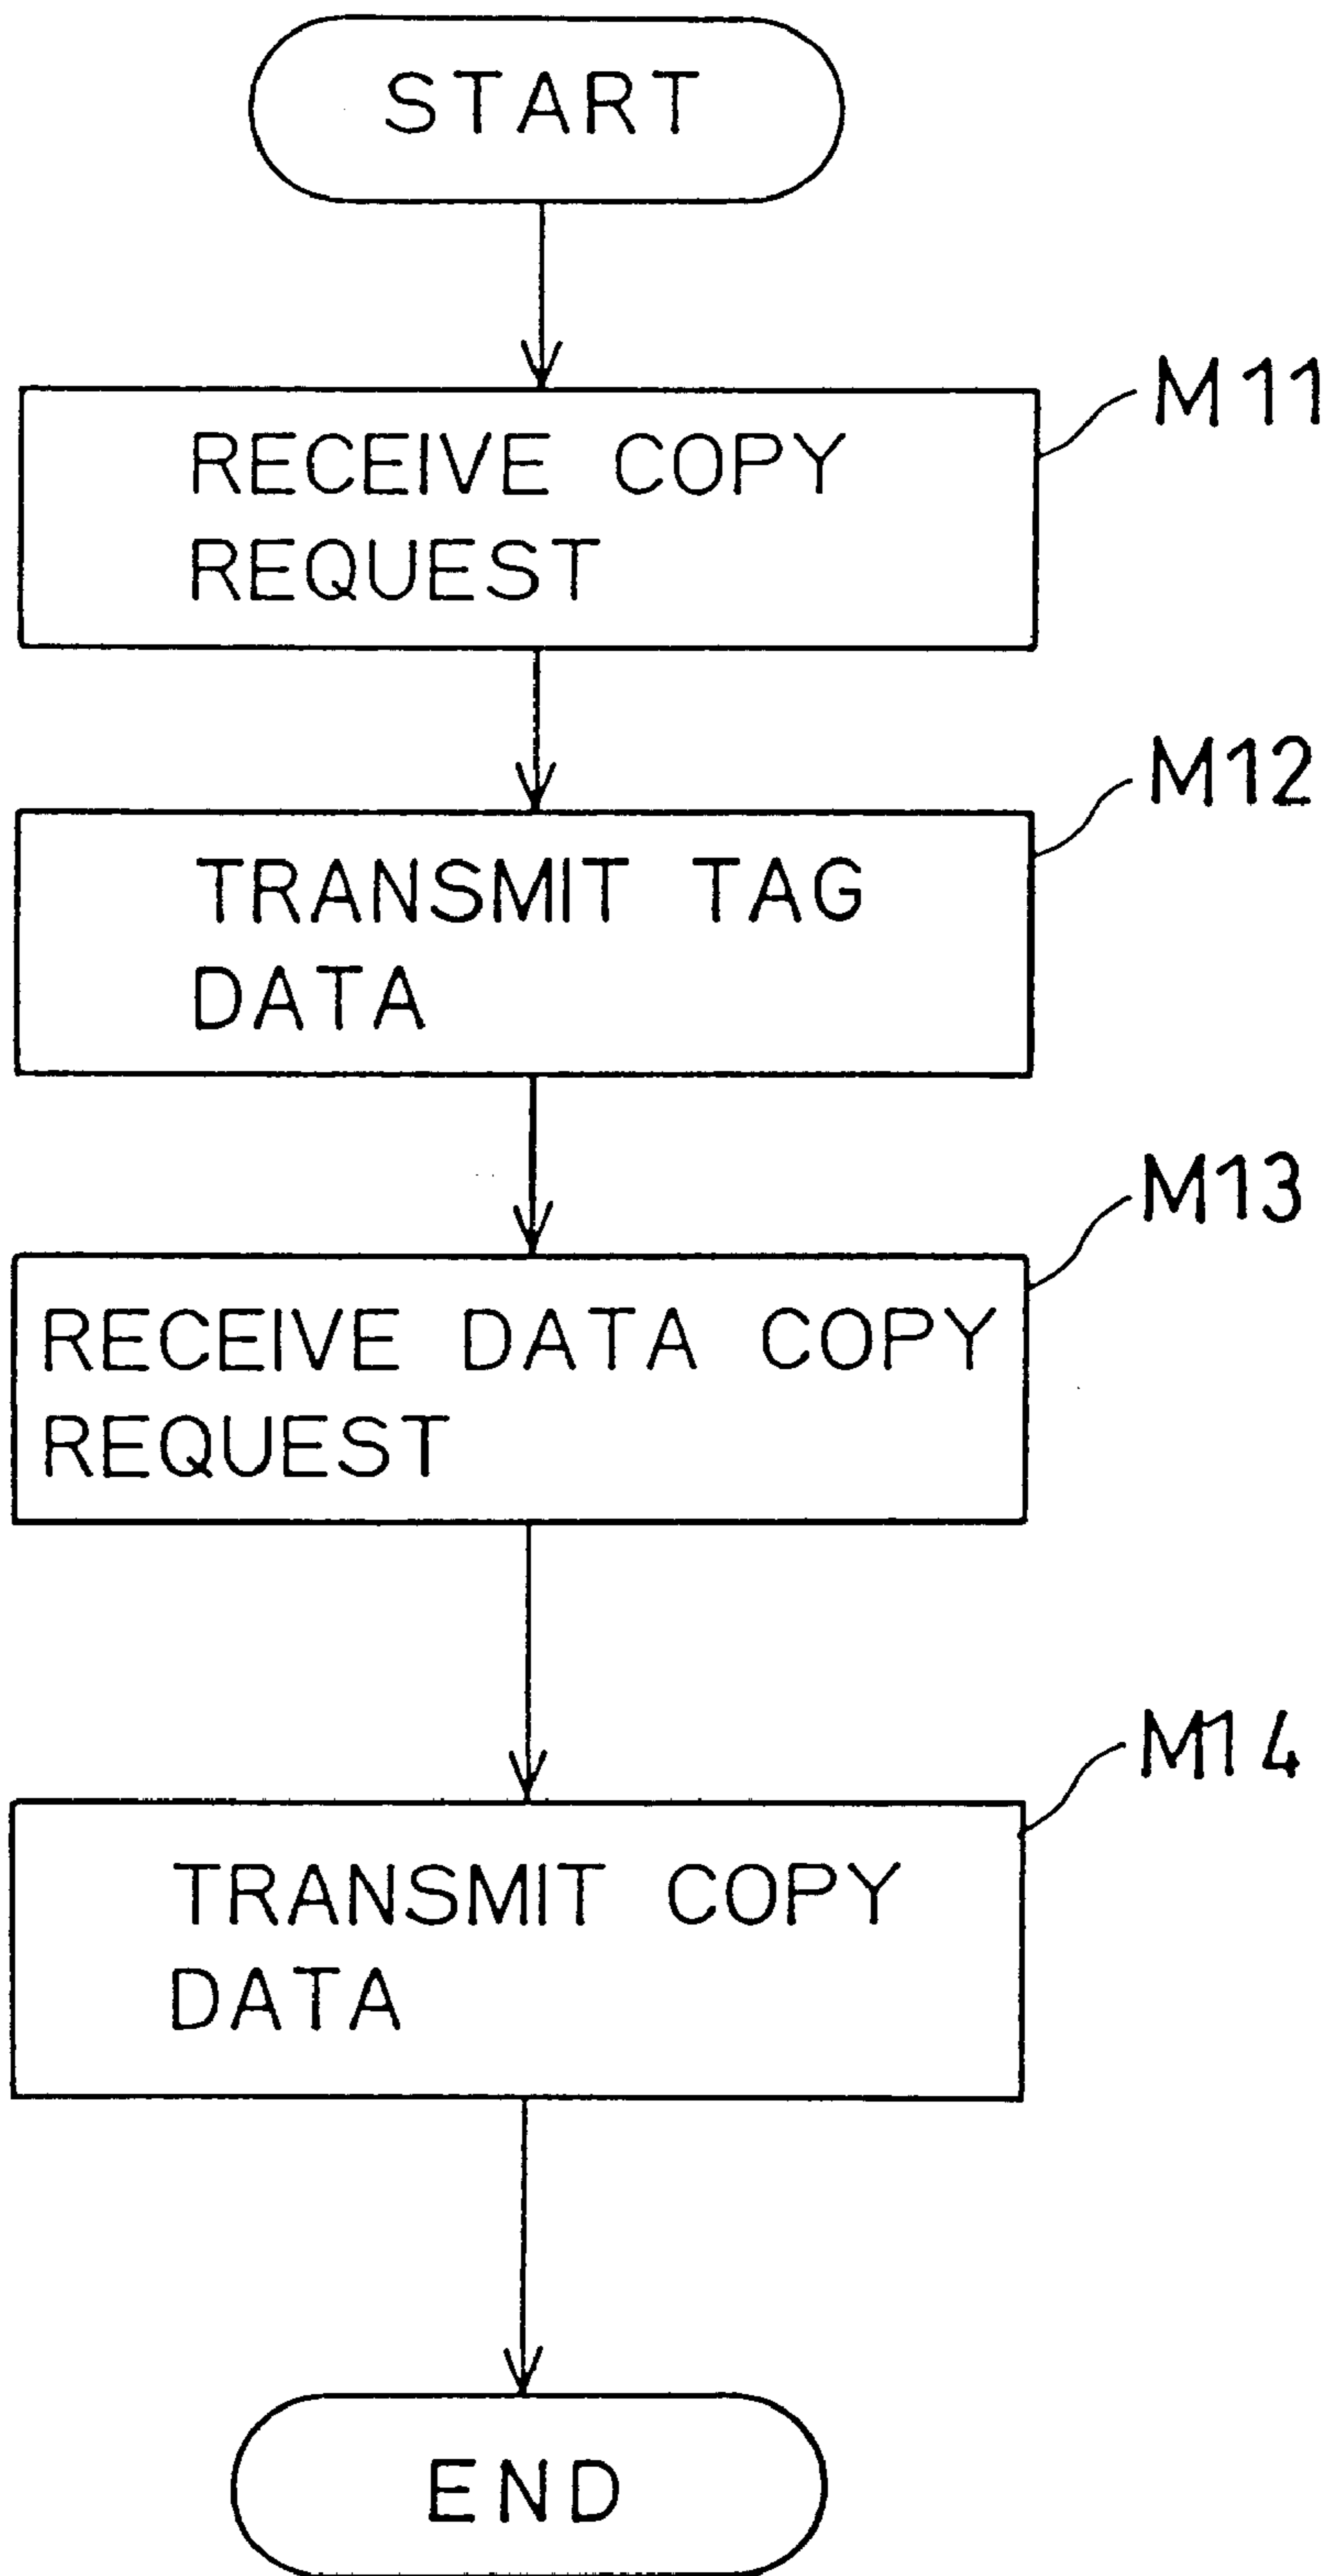 START
M11
RECEIVE COPY
REQUEST
M12
TRANSMIT TAG
DATA
M13
RECEIVE DATA COPY
REQUEST
M14
TRANSMIT COPY
DATA
END